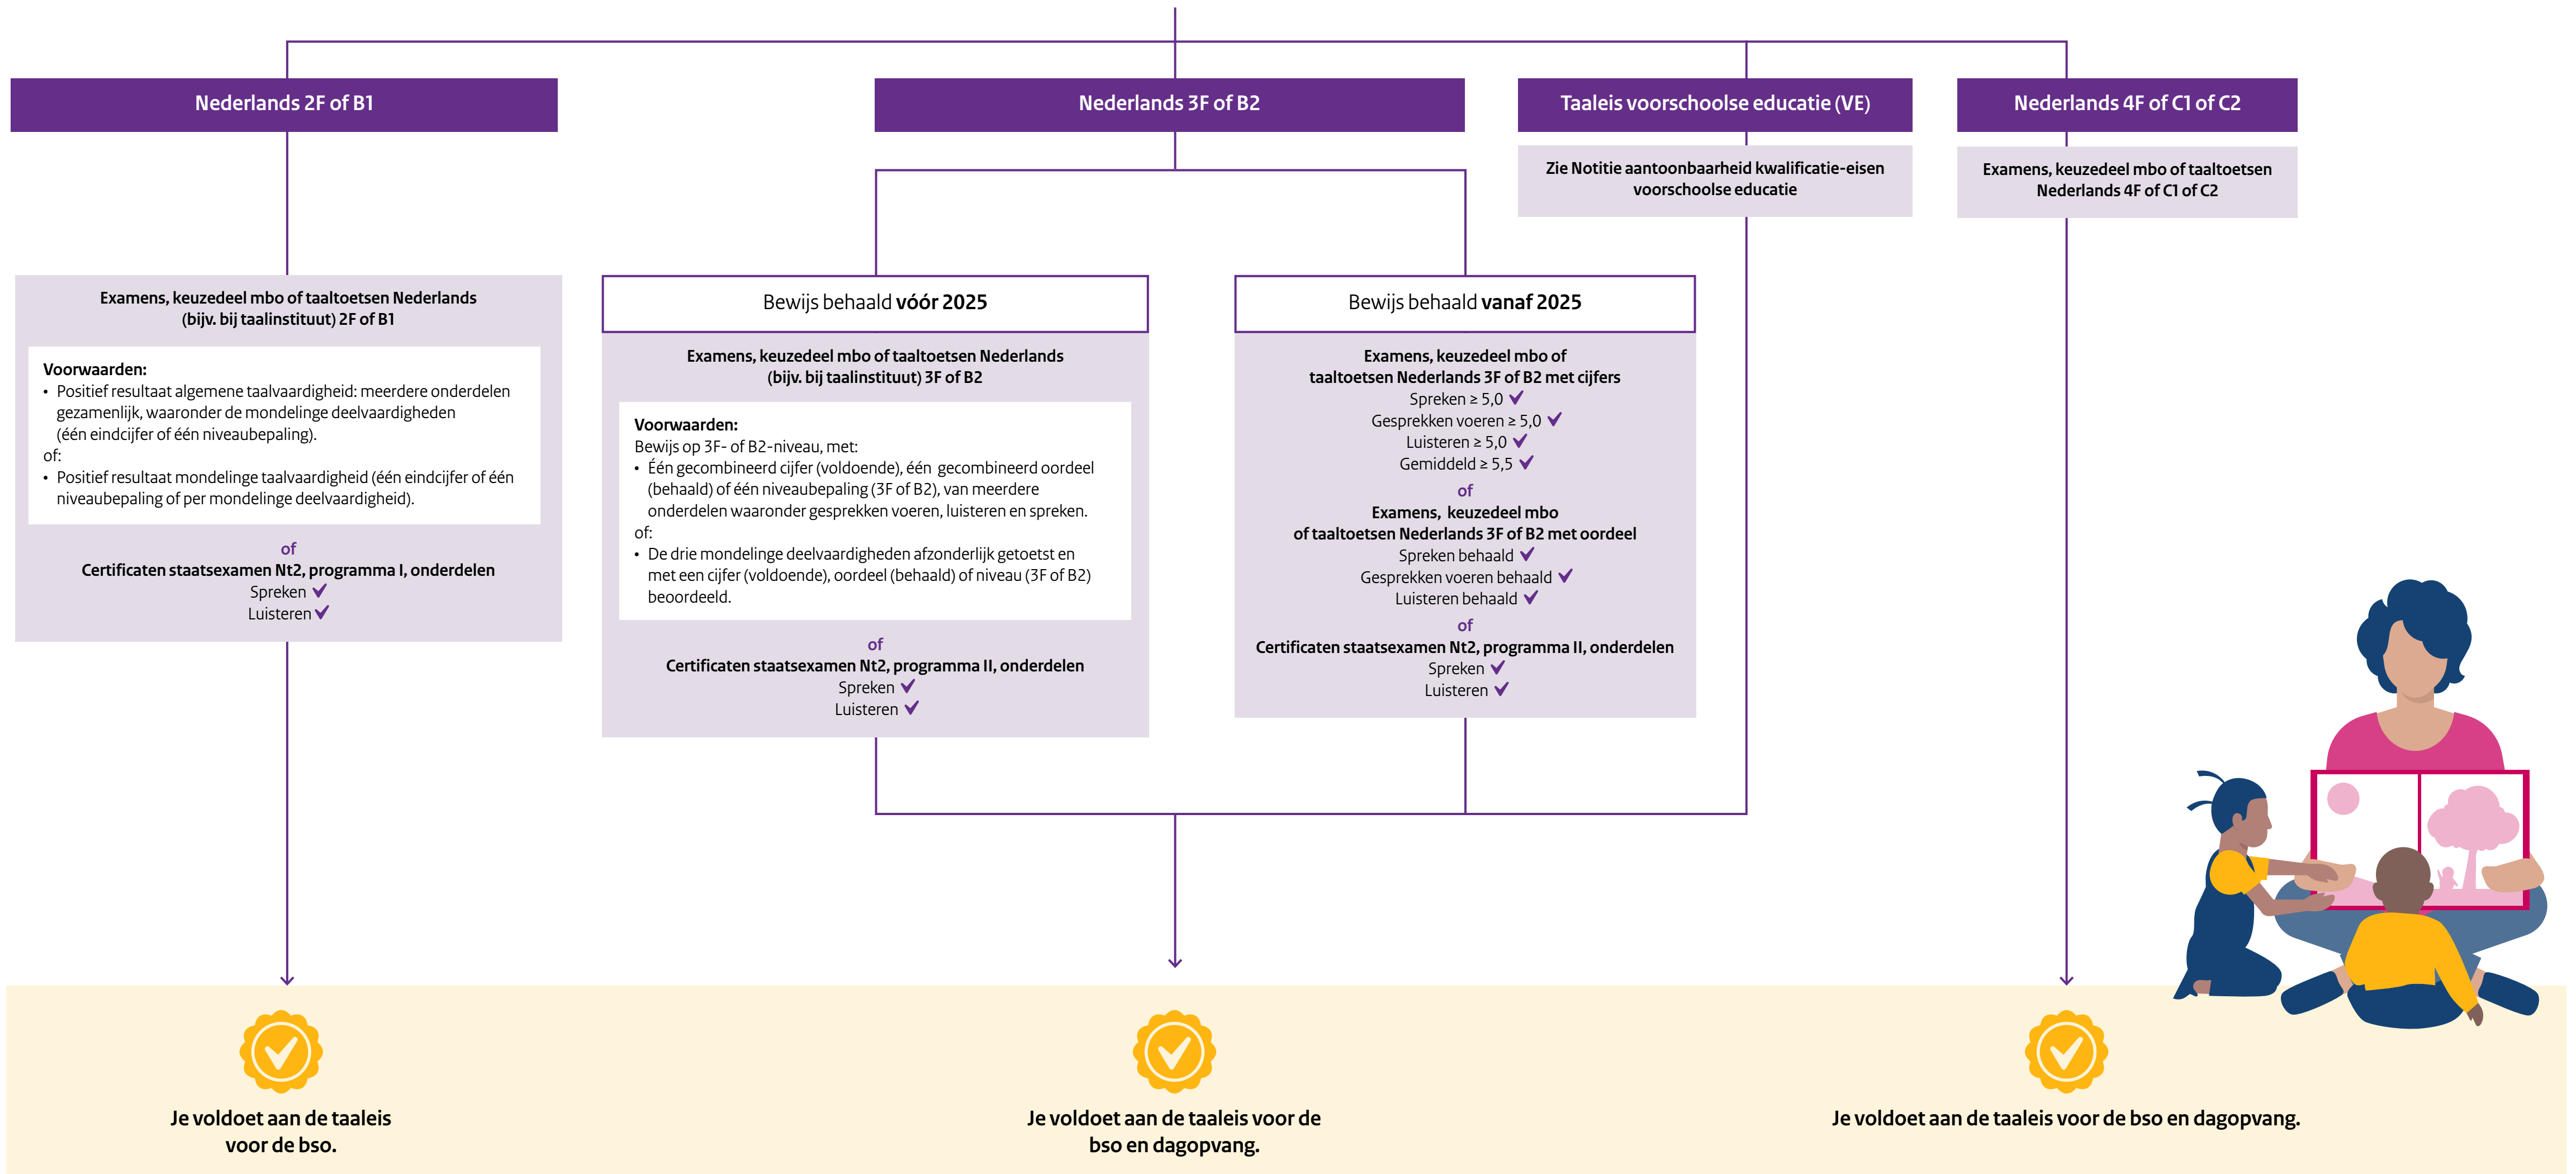 Nederlands 2F of B1
Nederlands 3F of B2
Taaleis voorschoolse educatie (VE)
Nederlands 4F of C1 of C2
Zie Notitie aantoonbaarheid kwalificatie-eisen
voorschoolse educatie
Examens, keuzedeel mbo of taaltoetsen
Nederlands 4F of C1 of C2
Examens, keuzedeel mbo of taaltoetsen Nederlands
(bijv. bij taalinstituut) 2F of B1
Voorwaarden:
• Positief resultaat algemene taalvaardigheid: meerdere onderdelen
gezamenlijk, waaronder de mondelinge deelvaardigheden
(één eindcijfer of één niveaubepaling).
of:
• Positief resultaat mondelinge taalvaardigheid (één eindcijfer of één
niveaubepaling of per mondelinge deelvaardigheid).
of
Certificaten staatsexamen Nt2, programma I, onderdelen
Spreken ✓
Luisteren ✓
Bewijs behaald vóór 2025
Examens, keuzedeel mbo of taaltoetsen Nederlands
(bijv. bij taalinstituut) 3F of B2
Voorwaarden:
Bewijs op 3F- of B2-niveau, met:
• Één gecombineerd cijfer (voldoende), één gecombineerd oordeel
(behaald) of één niveaubepaling (3F of B2), van meerdere
onderdelen waaronder gesprekken voeren, luisteren en spreken.
of:
• De drie mondelinge deelvaardigheden afzonderlijk getoetst en
met een cijfer (voldoende), oordeel (behaald) of niveau (3F of B2)
beoordeeld.
of
Certificaten staatsexamen Nt2, programma II, onderdelen
Spreken ✓
Luisteren ✓
Bewijs behaald vanaf 2025
Examens, keuzedeel mbo of
taaltoetsen Nederlands 3F of B2 met cijfers
Spreken ≥ 5,0 ✓
Gesprekken voeren ≥ 5,0 ✓
Luisteren ≥ 5,0 ✓
Gemiddeld ≥ 5,5 ✓
of
Examens, keuzedeel mbo
of taaltoetsen Nederlands 3F of B2 met oordeel
Spreken behaald ✓
Gesprekken voeren behaald ✓
Luisteren behaald ✓
of
Certificaten staatsexamen Nt2, programma II, onderdelen
Spreken ✓
Luisteren ✓
Je voldoet aan de taaleis
voor de bso.
Je voldoet aan de taaleis voor de
bso en dagopvang.
Je voldoet aan de taaleis voor de bso en dagopvang.